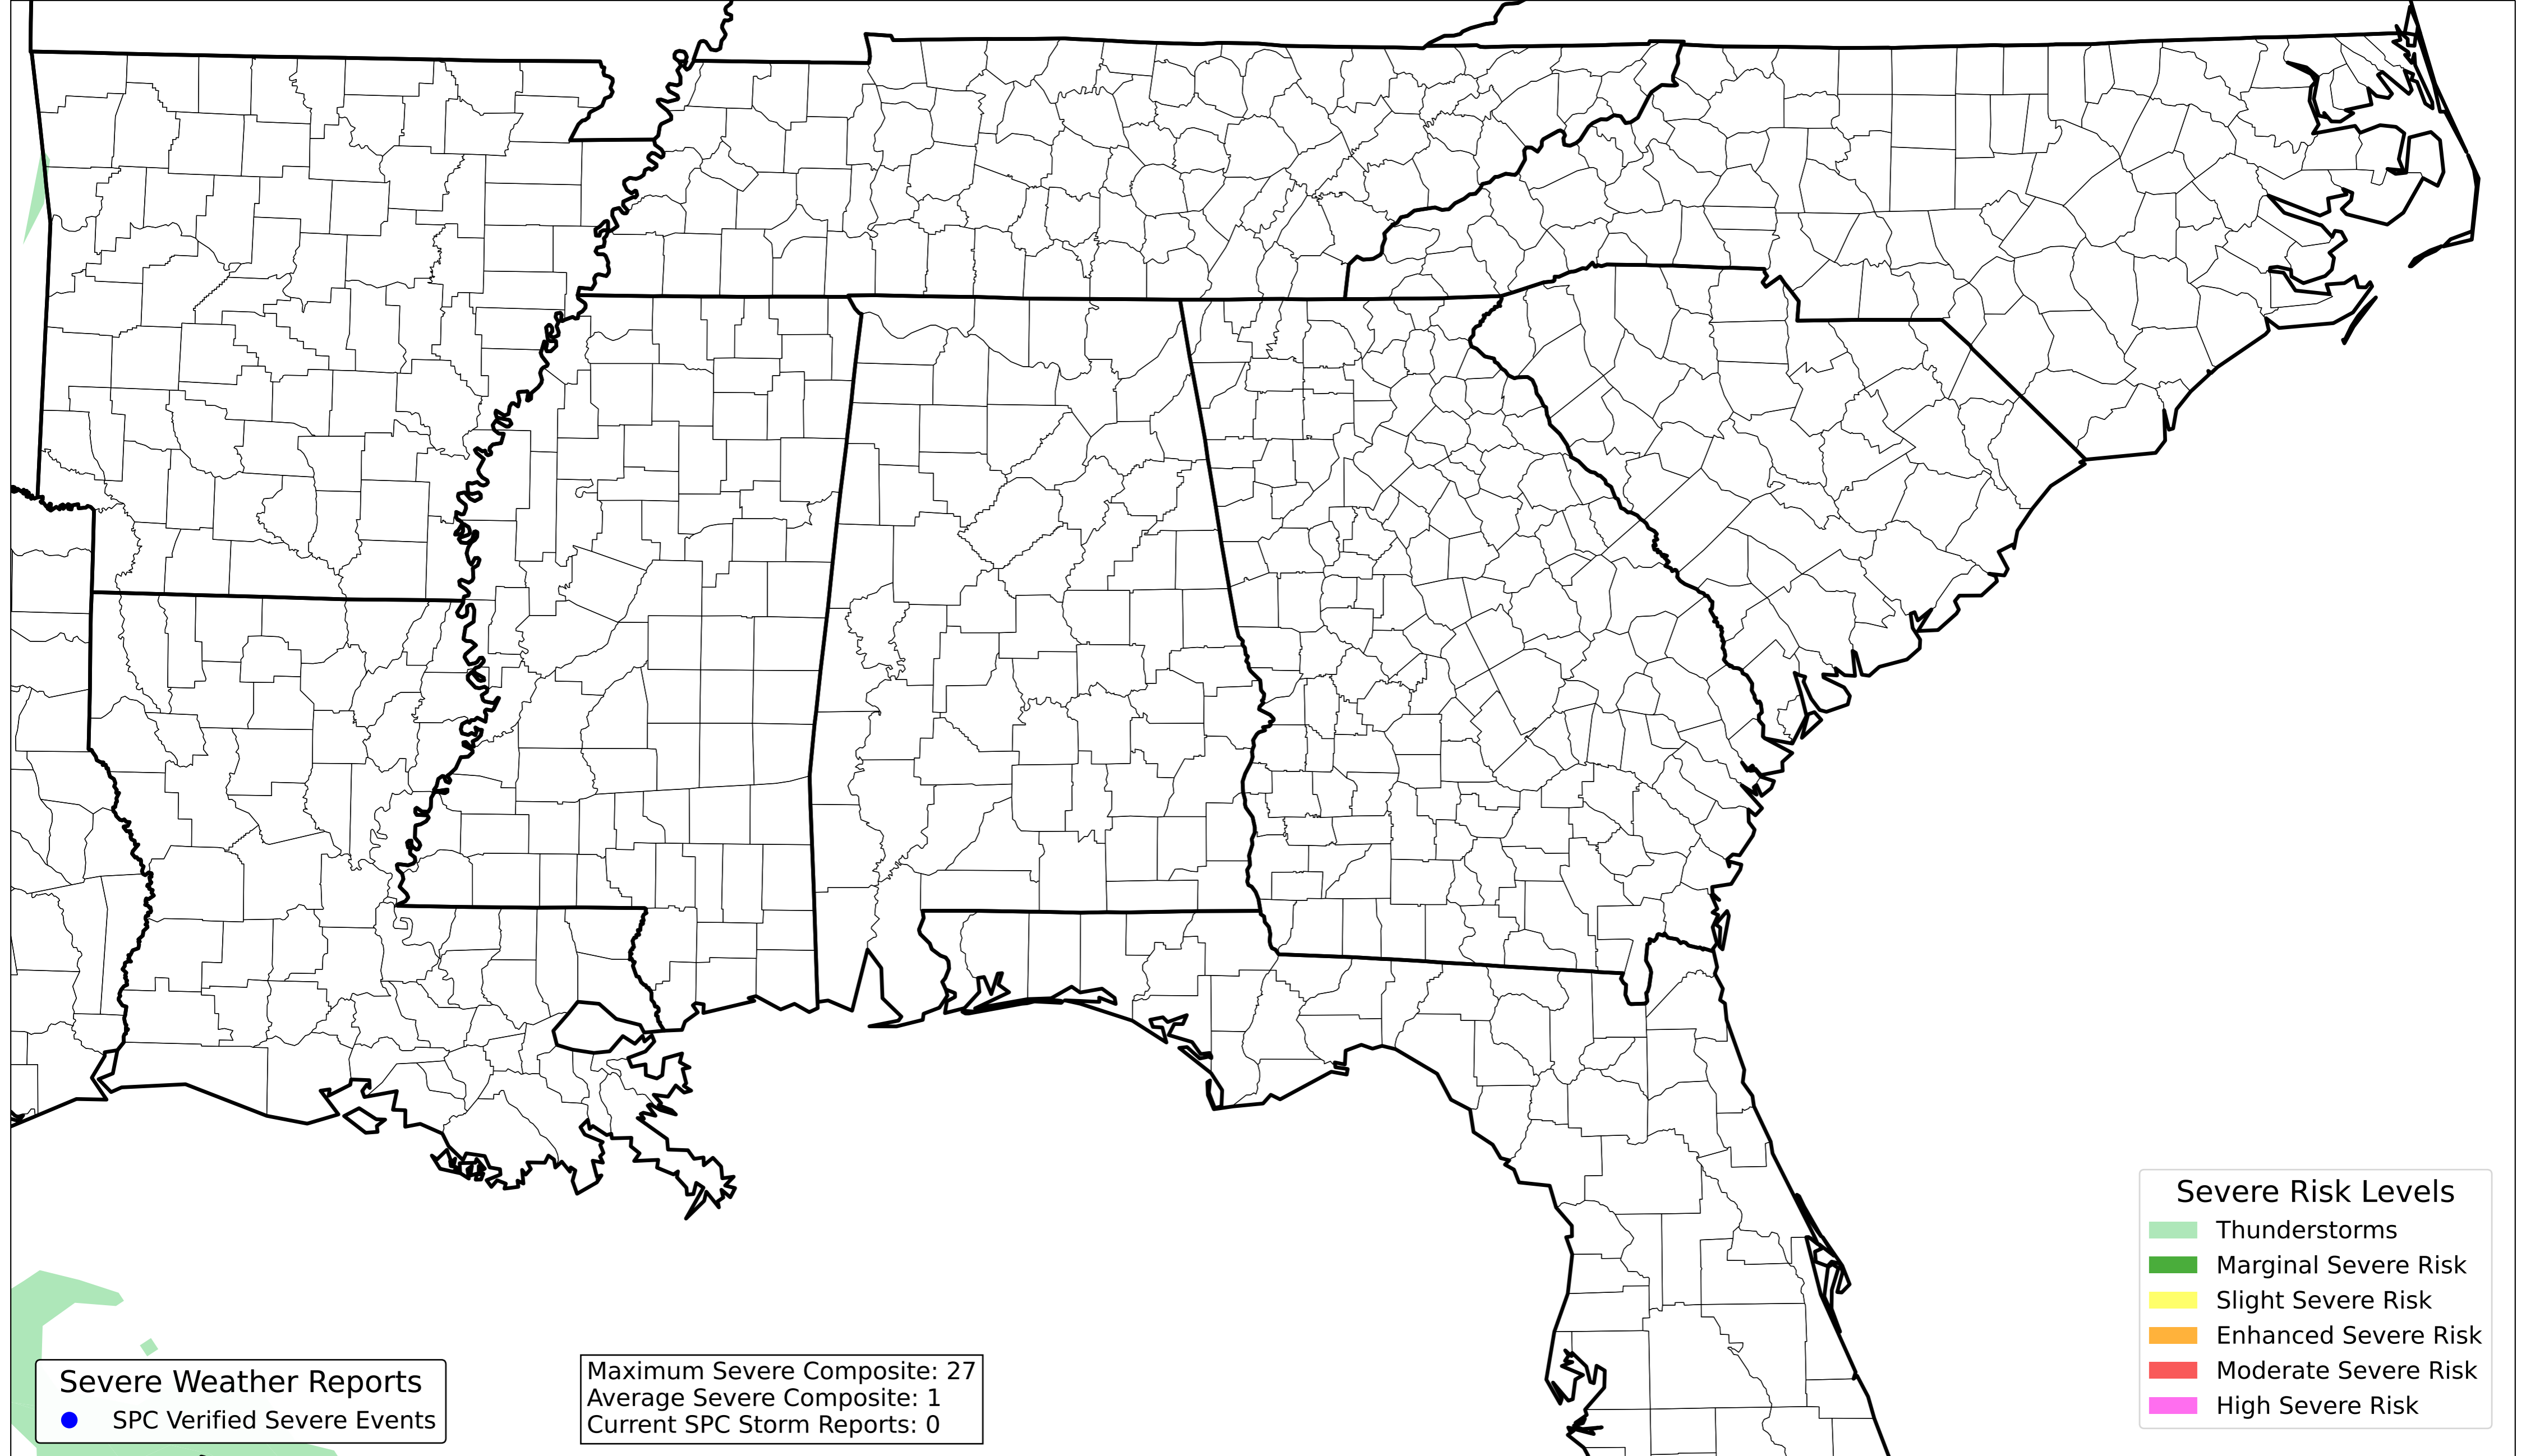 Severe Weather Reports
SPC Verified Severe Events
Maximum Severe Composite: 27
Average Severe Composite: 1
Current SPC Storm Reports: 0
Severe Risk Levels
Thunderstorms
Marginal Severe Risk
Slight Severe Risk
Enhanced Severe Risk
Moderate Severe Risk
High Severe Risk